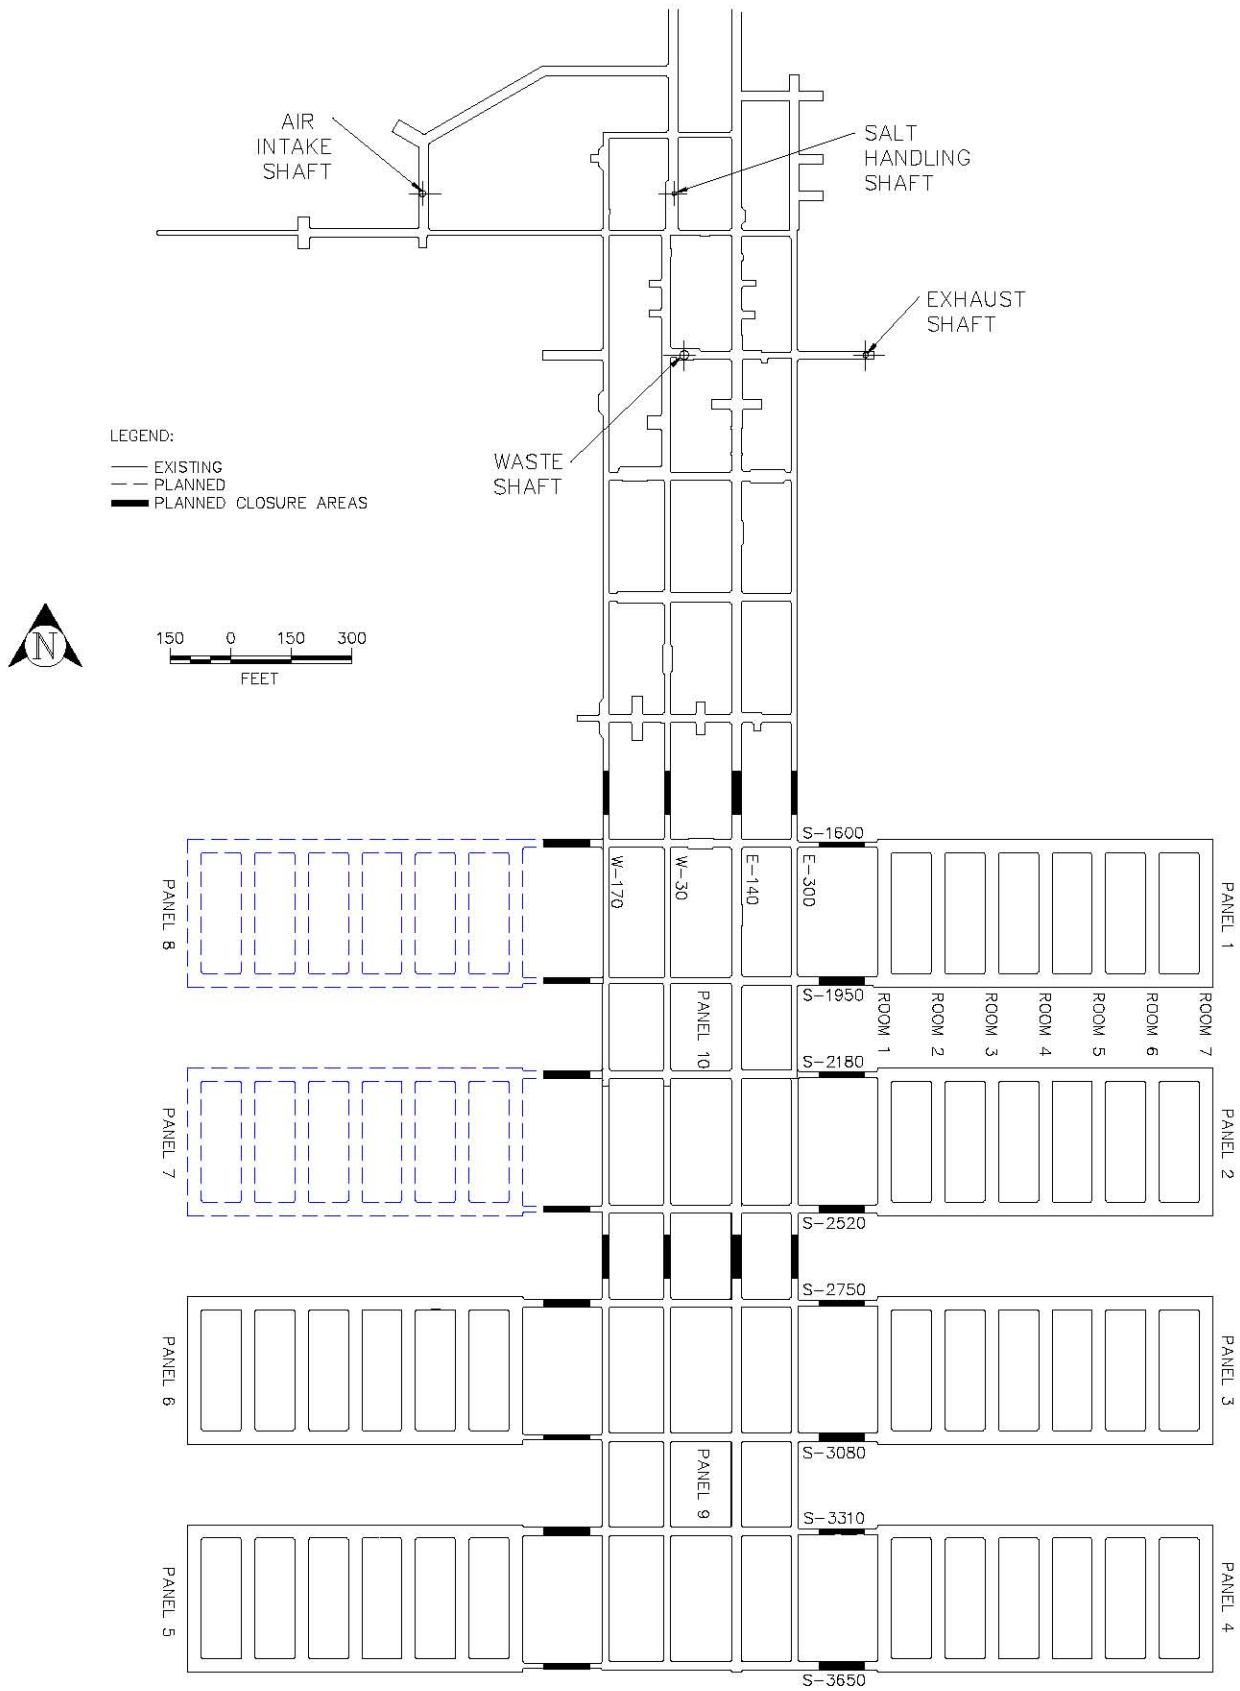 AIR
INTAKE
SHAFT
SALT
HANDLING
SHAFT
EXHAUST
SHAFT
WASTE
SHAFT
LEGEND:
EXISTING
PLANNED
PLANNED CLOSURE AREAS
N
150 0 150 300
FEET
S-1600
W-170
W-30
E-140
E-300
PANEL 8
PANEL 1
S-1950
PANEL 10
ROOM 1
ROOM 2
ROOM 3
ROOM 4
ROOM 5
ROOM 6
ROOM 7
S-2180
PANEL 7
PANEL 2
S-2520
S-2750
PANEL 6
PANEL 3
S-3080
PANEL 9
S-3310
PANEL 5
PANEL 4
S-3650